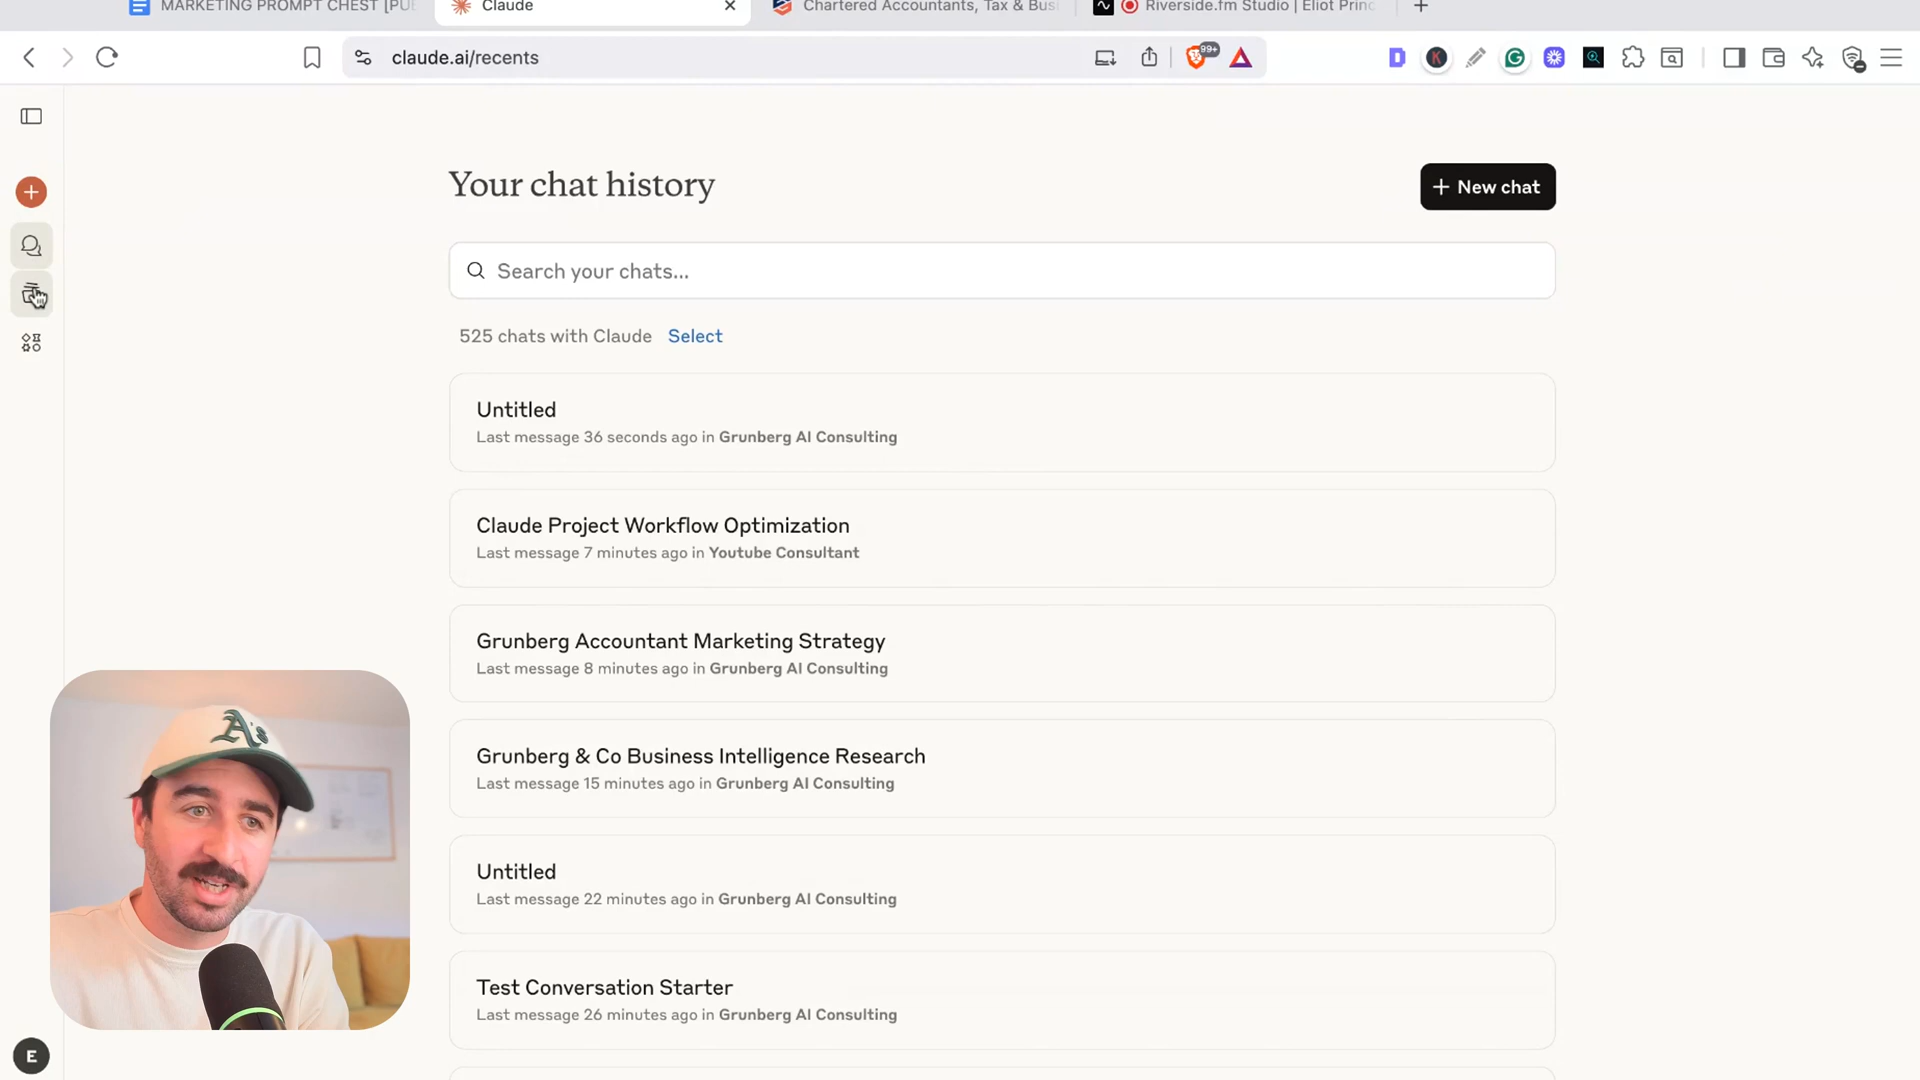 MARKETING PROMPT CHEST [PUB
Claude
Chartered Accountants, Tax & Busi
Riverside.fm Studio | Eliot Princ
claude.ai/recents
99+
Your chat history
New chat
Search your chats...
525 chats with Claude Select
Untitled
Last message 36 seconds ago in Grunberg AI Consulting
Claude Project Workflow Optimization
Last message 7 minutes ago in Youtube Consultant
Grunberg Accountant Marketing Strategy
Last message 8 minutes ago in Grunberg AI Consulting
Grunberg & Co Business Intelligence Research
Last message 15 minutes ago in Grunberg AI Consulting
Untitled
Last message 22 minutes ago in Grunberg AI Consulting
Test Conversation Starter
Last message 26 minutes ago in Grunberg AI Consulting
A's
E